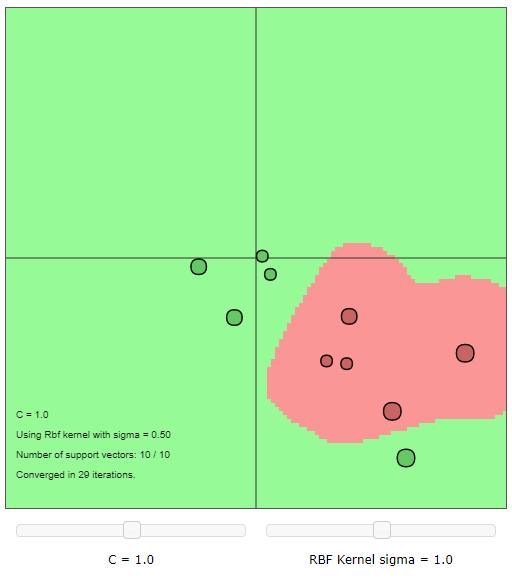 C = 1.0
Using Rbf kernel with sigma = 0.50
Number of support vectors: 10 / 10
Converged in 29 iterations.
C = 1.0
RBF Kernel sigma = 1.0